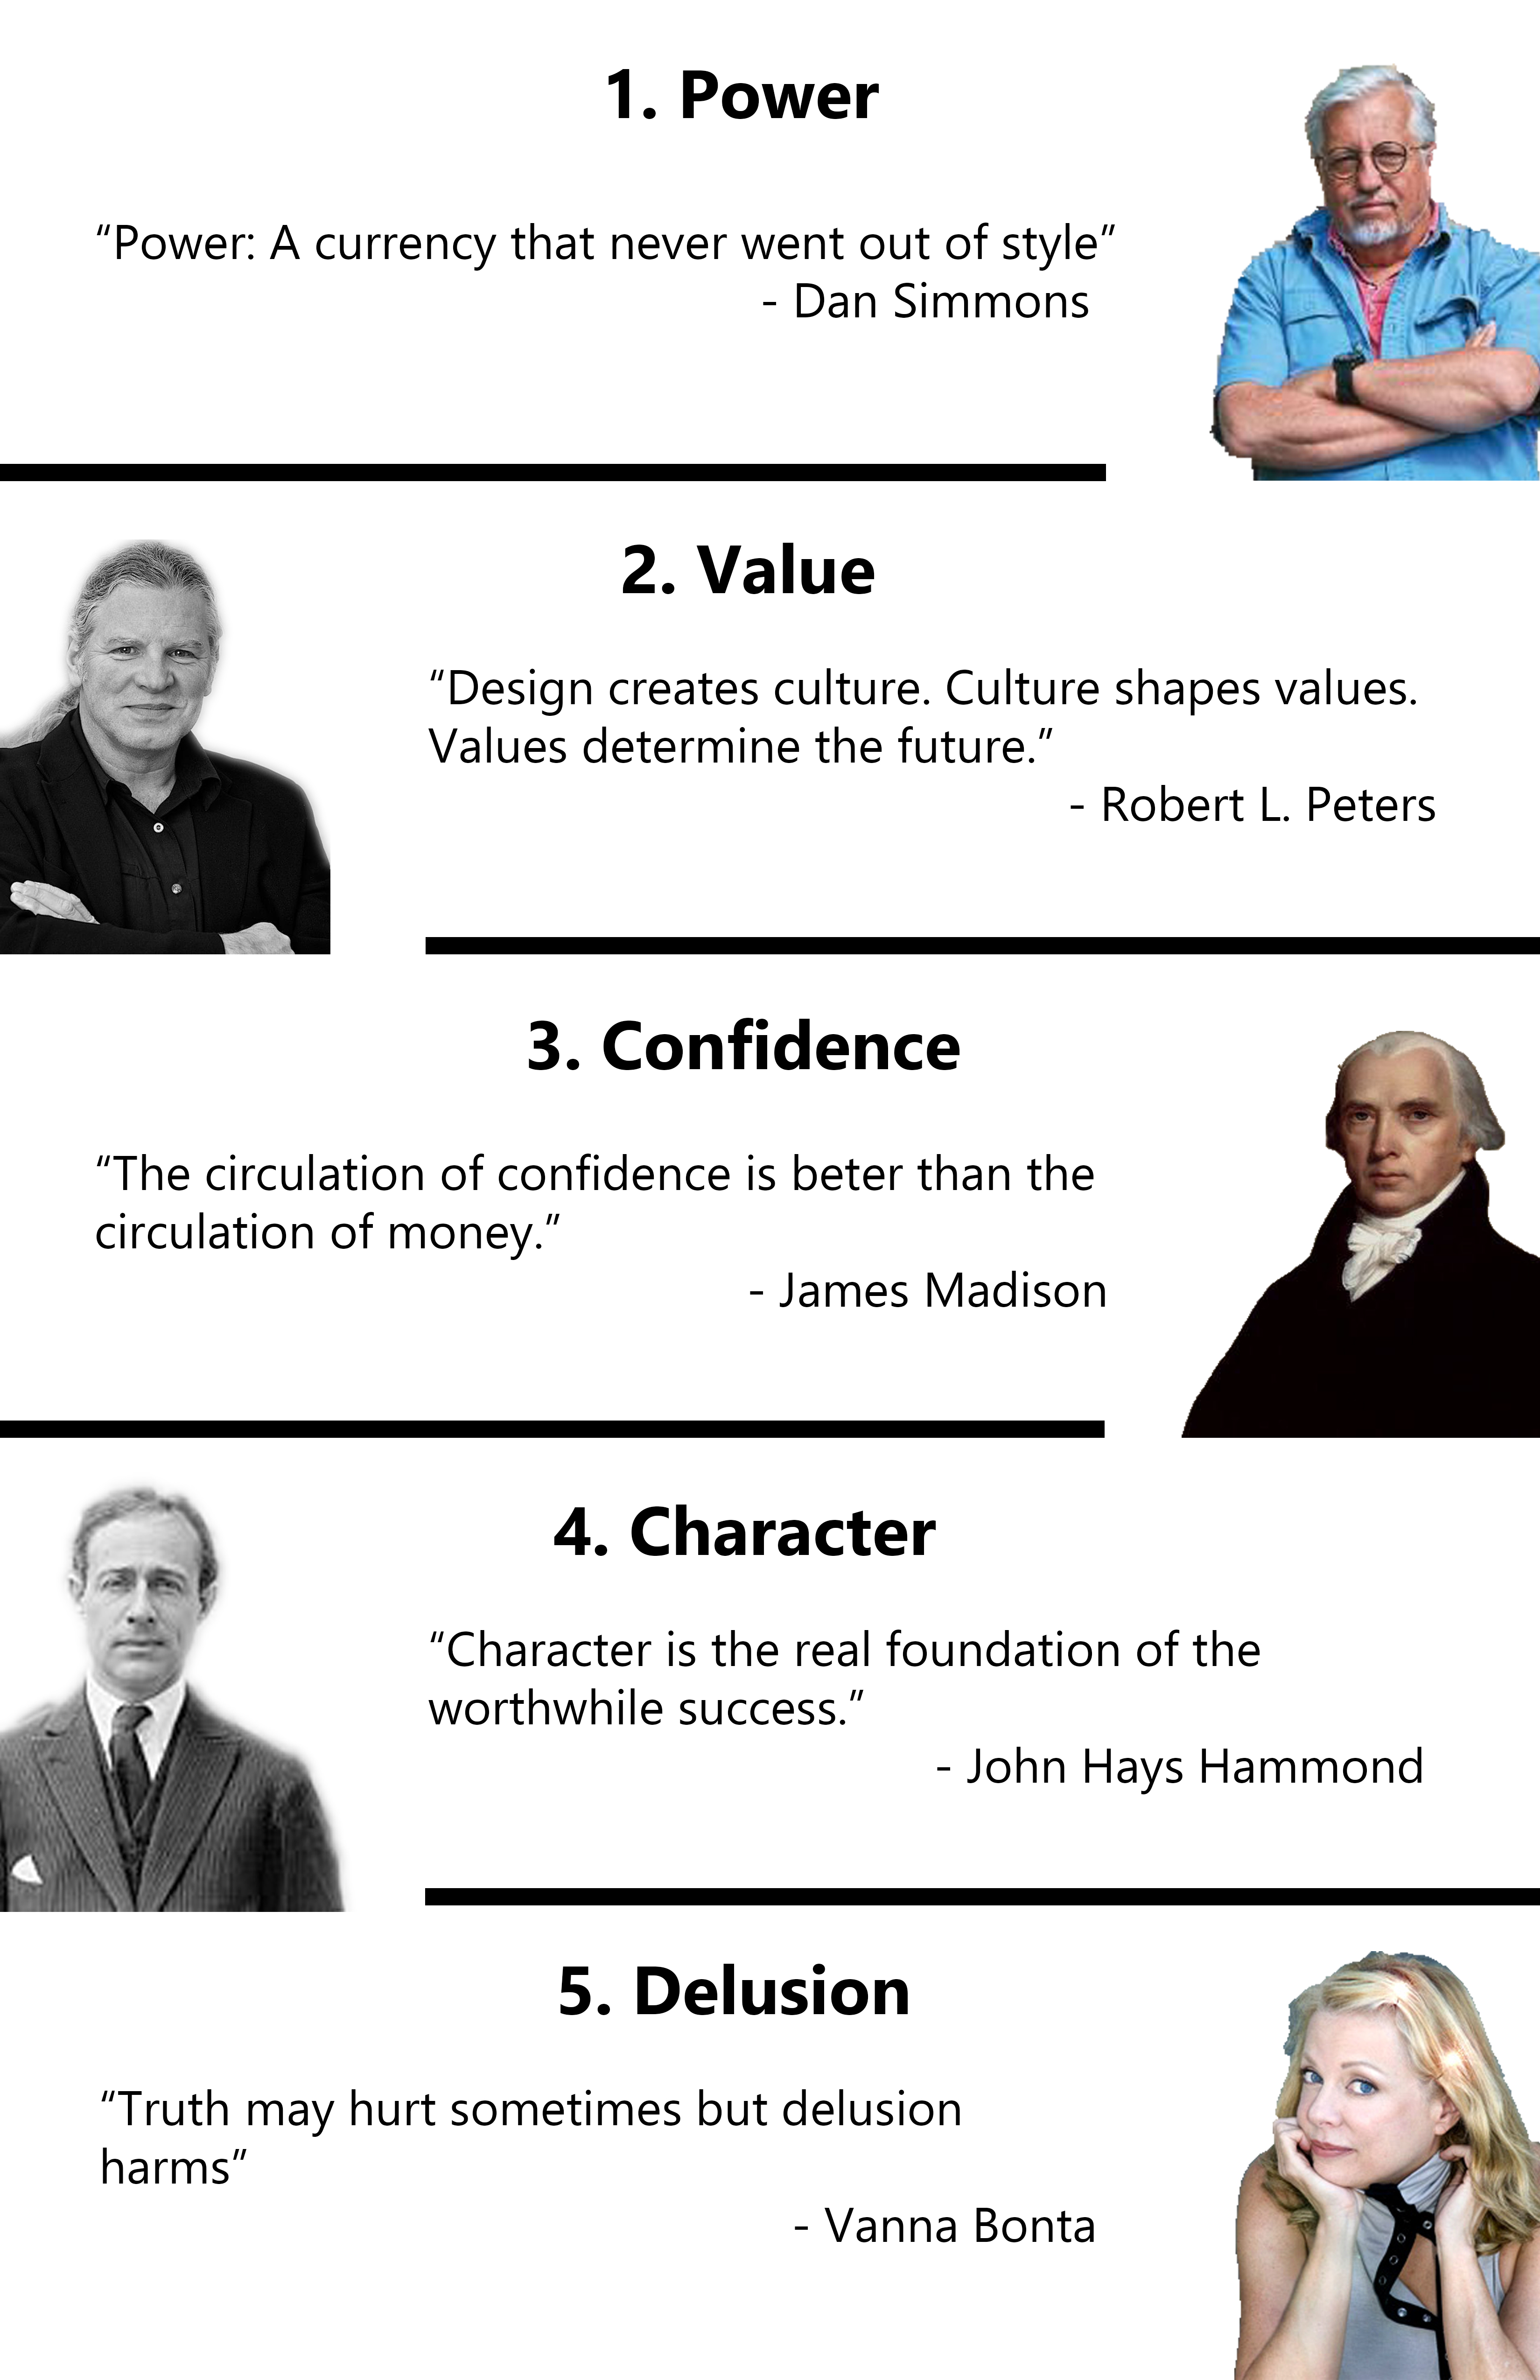 1. Power
“Power: A currency that never went out of style”
- Dan Simmons
2. Value
“Design creates culture. Culture shapes values.
Values determine the future.”
- Robert L. Peters
3. Confidence
“The circulation of confidence is beter than the
circulation of money.”
- James Madison
4. Character
“Character is the real foundation of the
worthwhile success.”
- John Hays Hammond
5. Delusion
“Truth may hurt sometimes but delusion
harms”
- Vanna Bonta